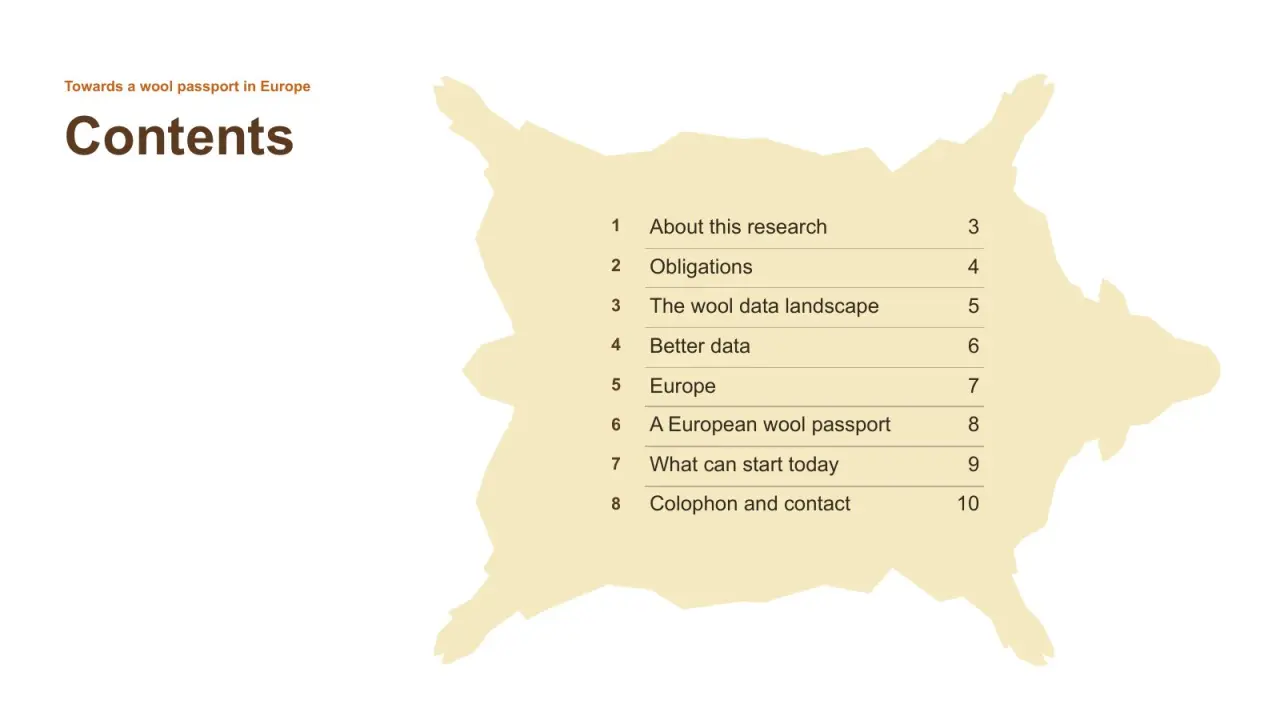 Towards a wool passport in Europe
Contents
1 About this research 3
2 Obligations 4
3 The wool data landscape 5
4 Better data 6
5 Europe 7
6 A European wool passport 8
7 What can start today 9
8 Colophon and contact 10